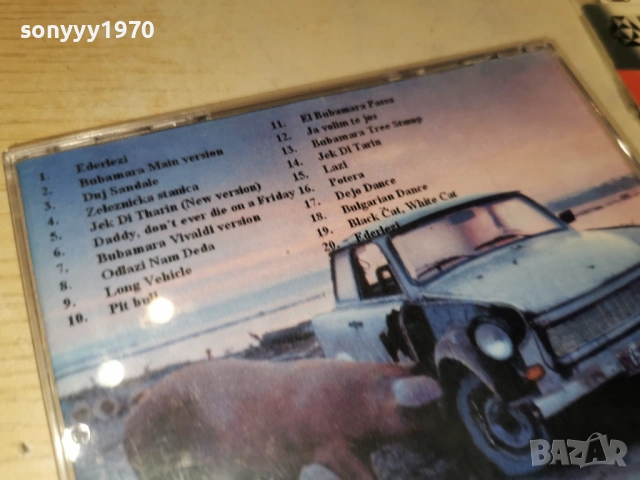 sonyyy1970
1. Ederlezi
2. Bubamara Main version
3. Duj Sandale
4. Zeleznicka stanica
5. Jek Di Tharin (New version)
6. Daddy, don't ever die on a Friday
7. Bubamara Vivaldi version
8. Odlazi Nam Deda
9. Long Vehicle
10. Pit bull
11. El Bubamara Pasea
12. Ja volim te jos
13. Bubamara Tree Stump
14. Jek Di Tarin
15. Lazi
16. Potera
17. Dejo Dance
18. Bulgarian Dance
19. Black Cat, White Cat
20. Ederlezi
BAZAR